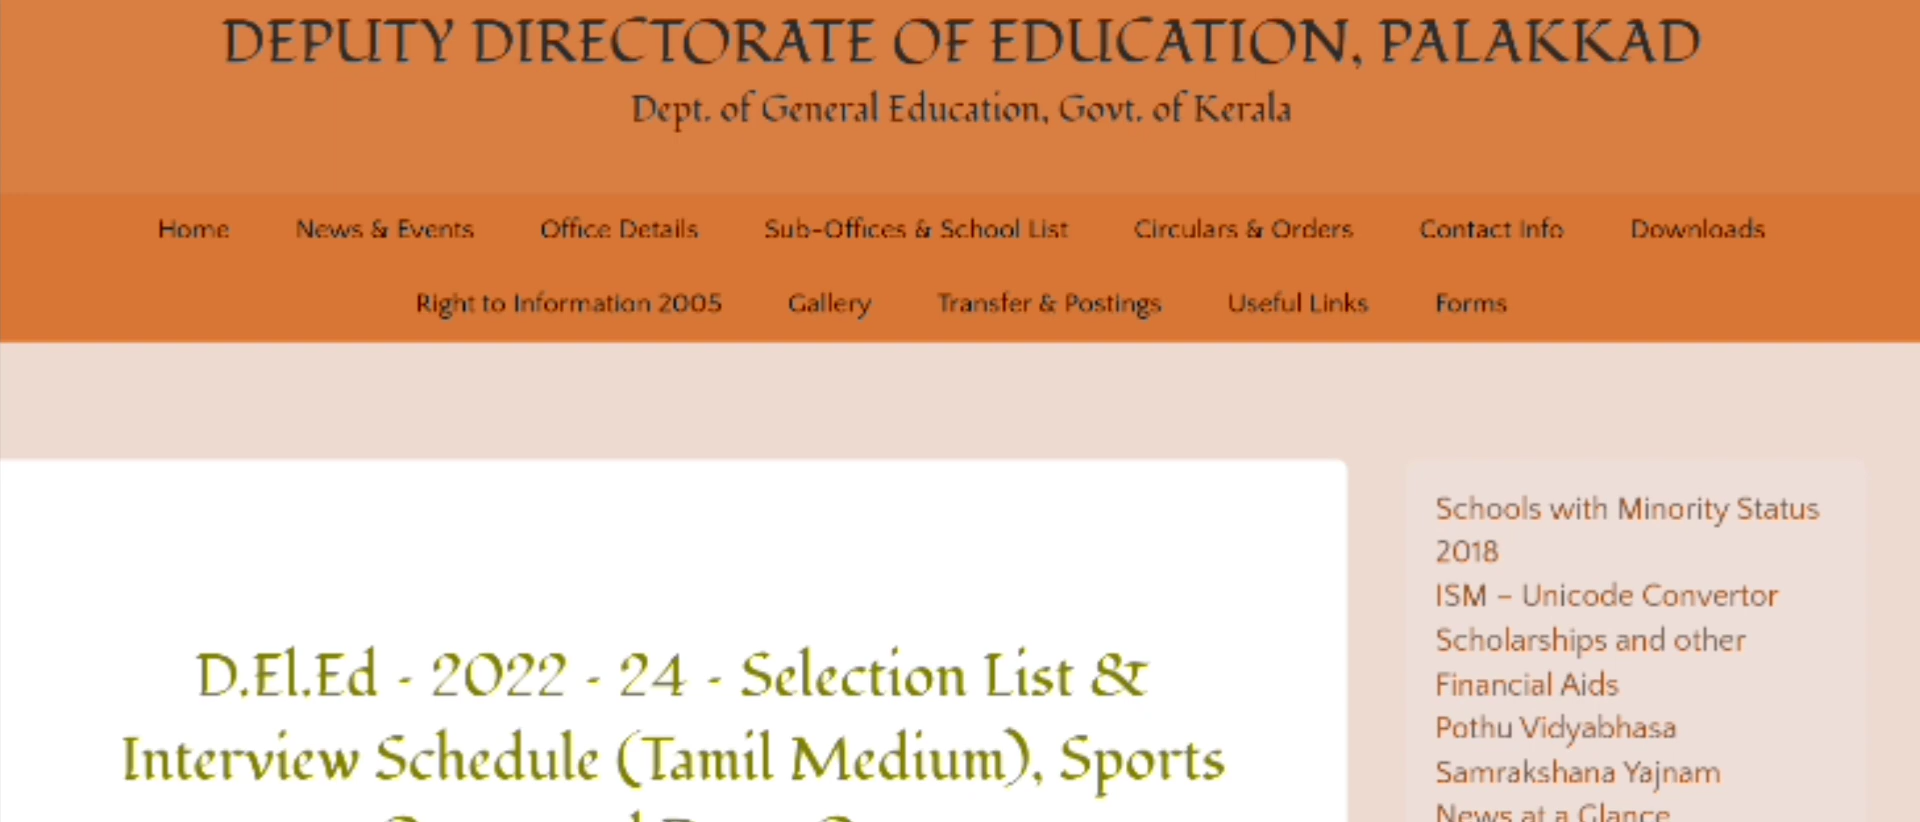 DEPUTY DIRECTORATE OF EDUCATION, PALAKKAD
Dept. of General Education, Govt. of Kerala
Home News & Events Office Details Sub-Offices & School List Circulars & Orders Contact Info Downloads
Right to Information 2005 Gallery Transfer & Postings Useful Links Forms
D.El.Ed - 2022 - 24 - Selection List &
Interview Schedule (Tamil Medium), Sports
Schools with Minority Status
2018
ISM – Unicode Convertor
Scholarships and other
Financial Aids
Pothu Vidyabhasa
Samrakshana Yajnam
News at a Glance